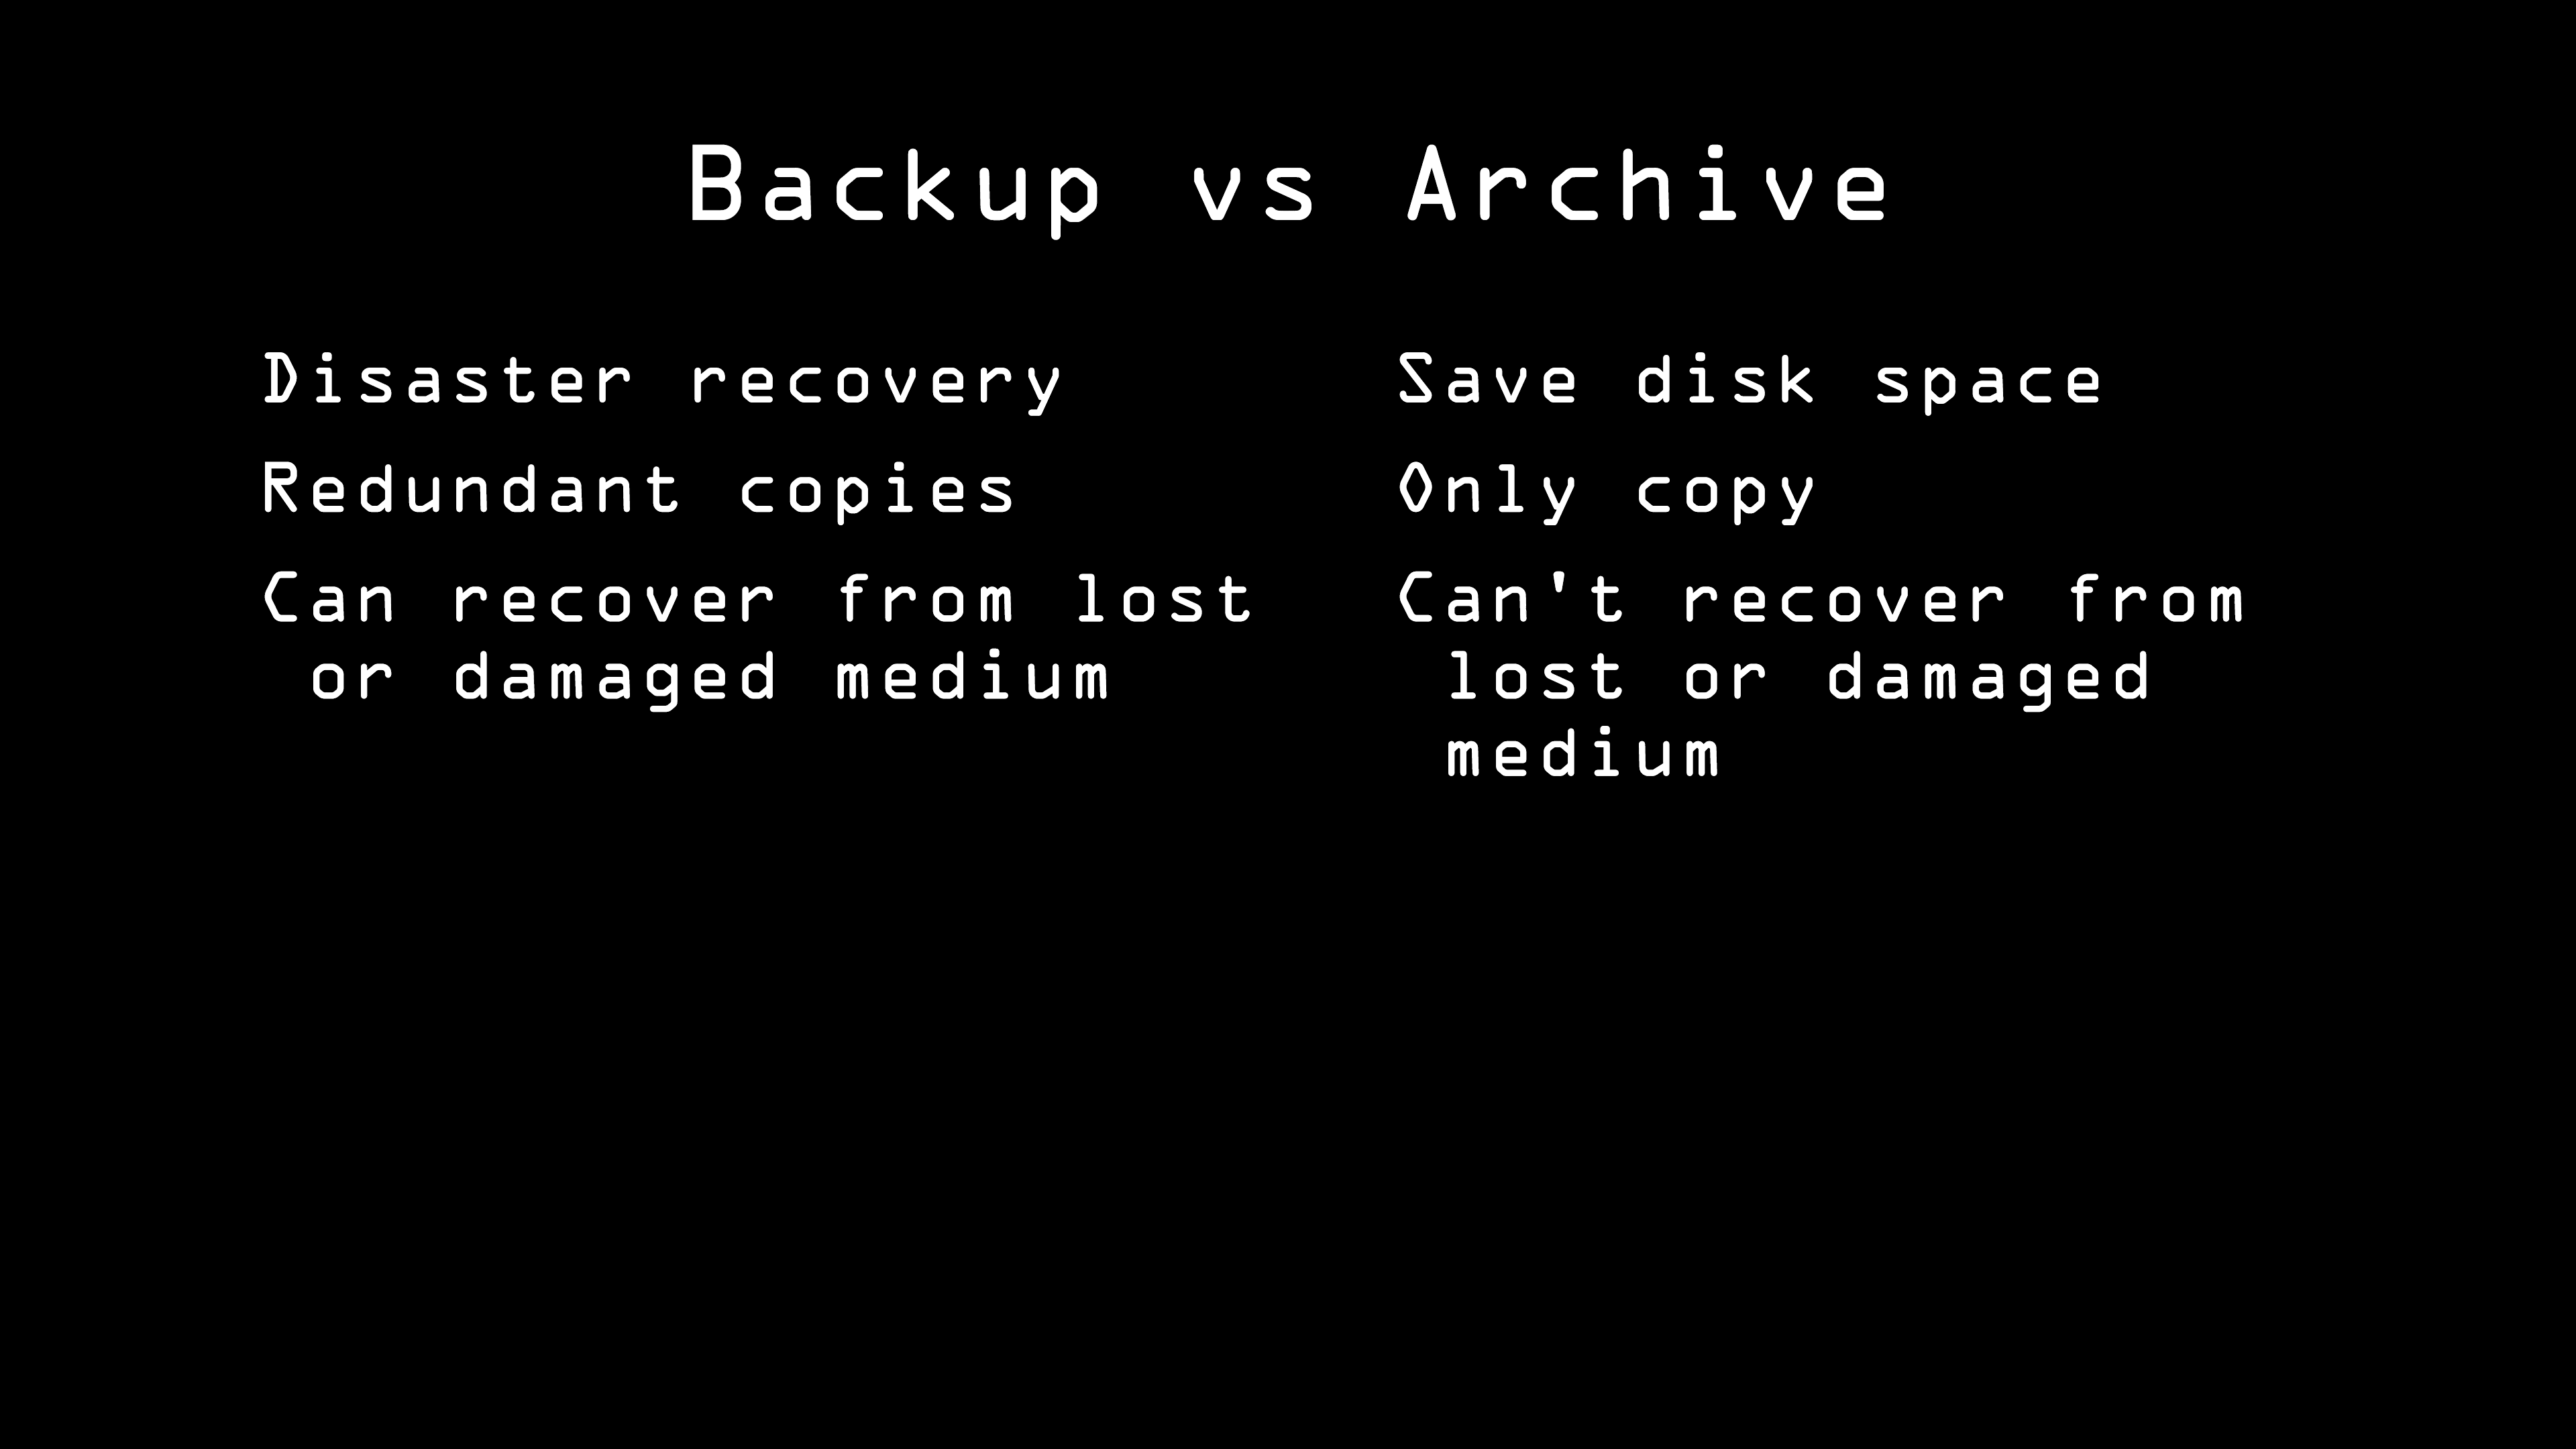 Backup vs Archive
Disaster recovery
Redundant copies
Can recover from lost
or damaged medium
Save disk space
Only copy
Can't recover from
lost or damaged
medium